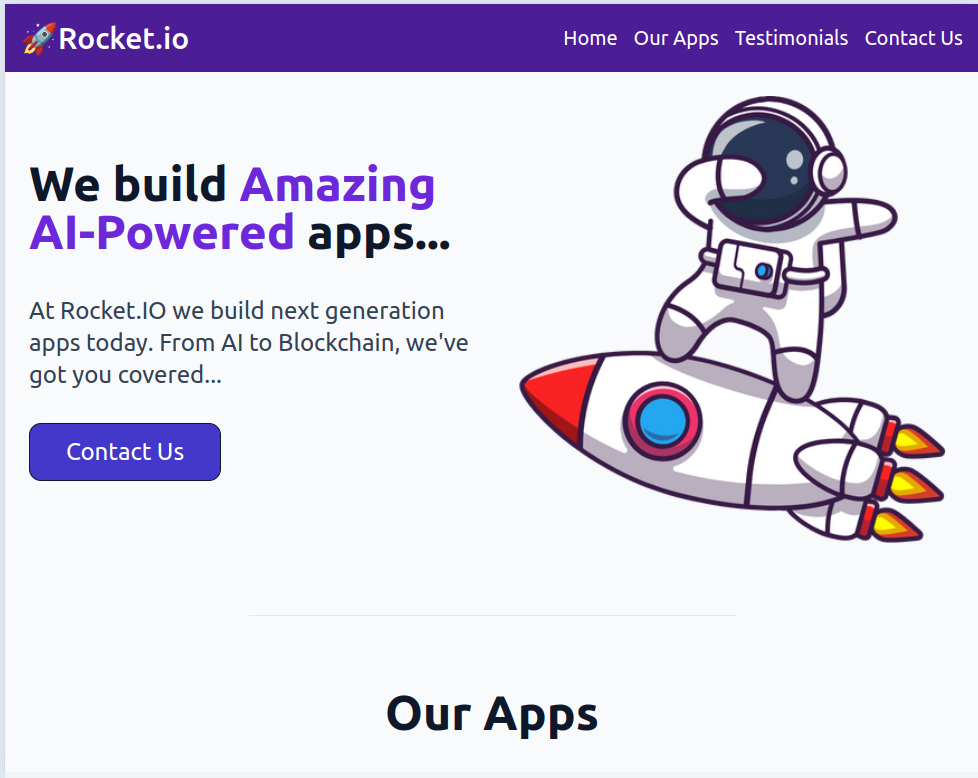 🚀Rocket.io
Home Our Apps Testimonials Contact Us
We build Amazing
AI-Powered apps...
At Rocket.IO we build next generation
apps today. From AI to Blockchain, we've
got you covered...
Contact Us
Our Apps